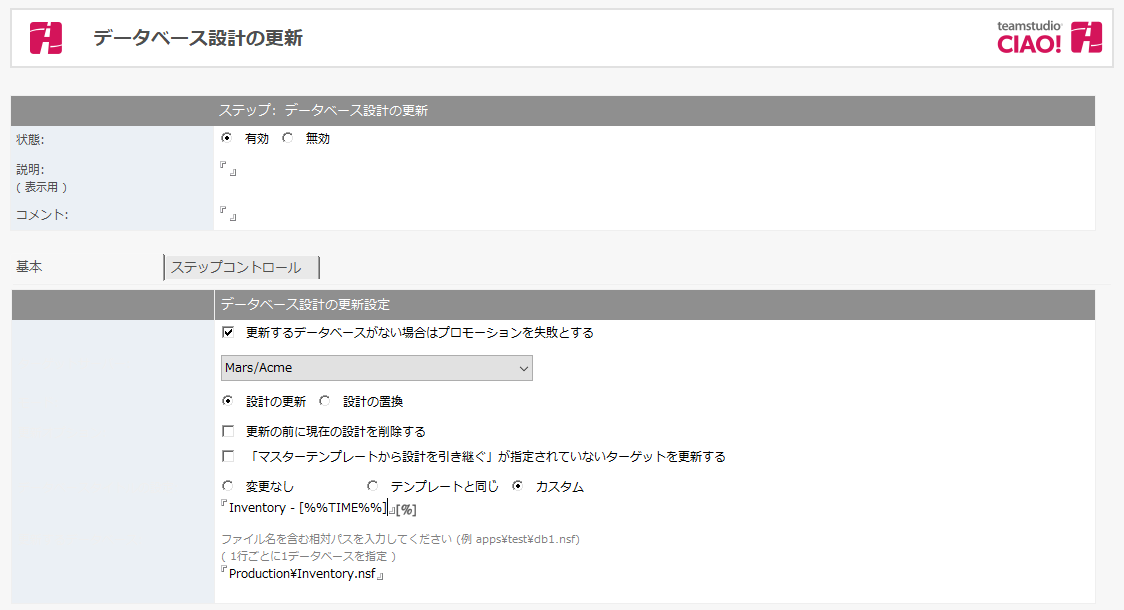 データベース設計の更新
teamstudio
CIAO!
ステップ: データベース設計の更新
状態:
有効 無効
説明:
( 表示用 )
『 』
コメント:
『 』
基本
ステップコントロール
データベース設計の更新設定
更新するデータベースがない場合はプロモーションを失敗とする
Mars/Acme
設計の更新 設計の置換
更新の前に現在の設計を削除する
「マスターテンプレートから設計を引き継ぐ」が指定されていないターゲットを更新する
変更なし テンプレートと同じ カスタム
『Inventory - [%%TIME%%]』[%]
ファイル名を含む相対パスを入力してください (例 apps¥test¥db1.nsf)
( 1行ごとに1データベースを指定 )
『Production¥Inventory.nsf』